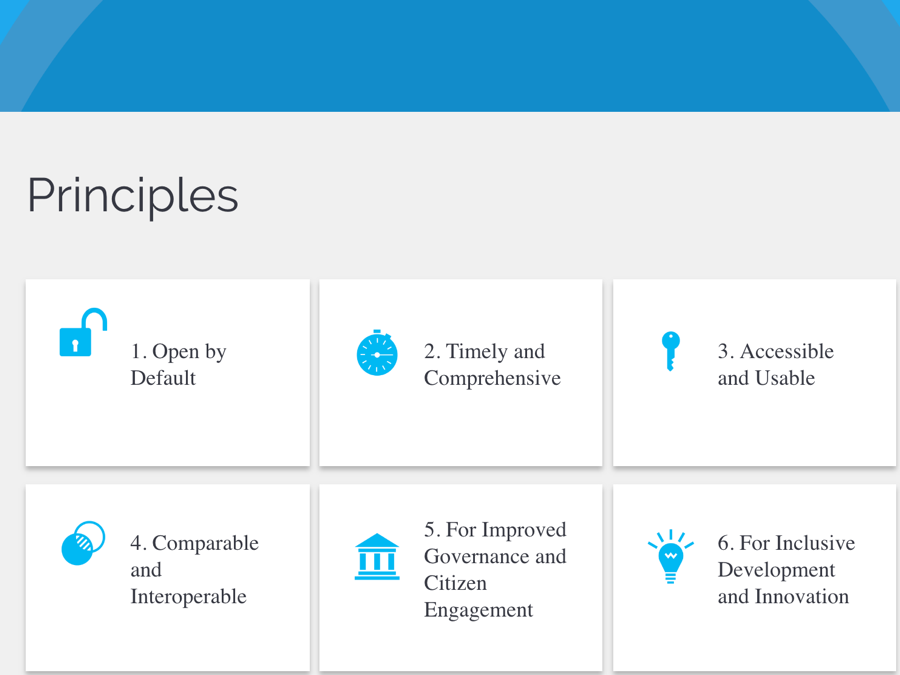 Principles
1. Open by
Default
2. Timely and
Comprehensive
3. Accessible
and Usable
4. Comparable
and
Interoperable
5. For Improved
Governance and
Citizen
Engagement
6. For Inclusive
Development
and Innovation